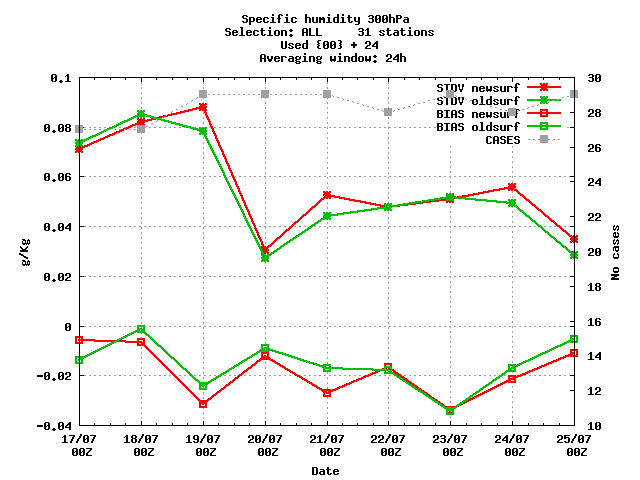 Specific humidity 300hPa
Selection: ALL 31 stations
Used {00} + 24
Averaging window: 24h
STDV newsurf
STDV oldsurf
BIAS newsurf
BIAS oldsurf
CASES
0.1
0.08
0.06
0.04
0.02
0
-0.02
-0.04
g/Kg
30
28
26
24
22
20
18
16
14
12
10
No cases
17/07 18/07 19/07 20/07 21/07 22/07 23/07 24/07 25/07
00Z 00Z 00Z 00Z 00Z 00Z 00Z 00Z 00Z
Date